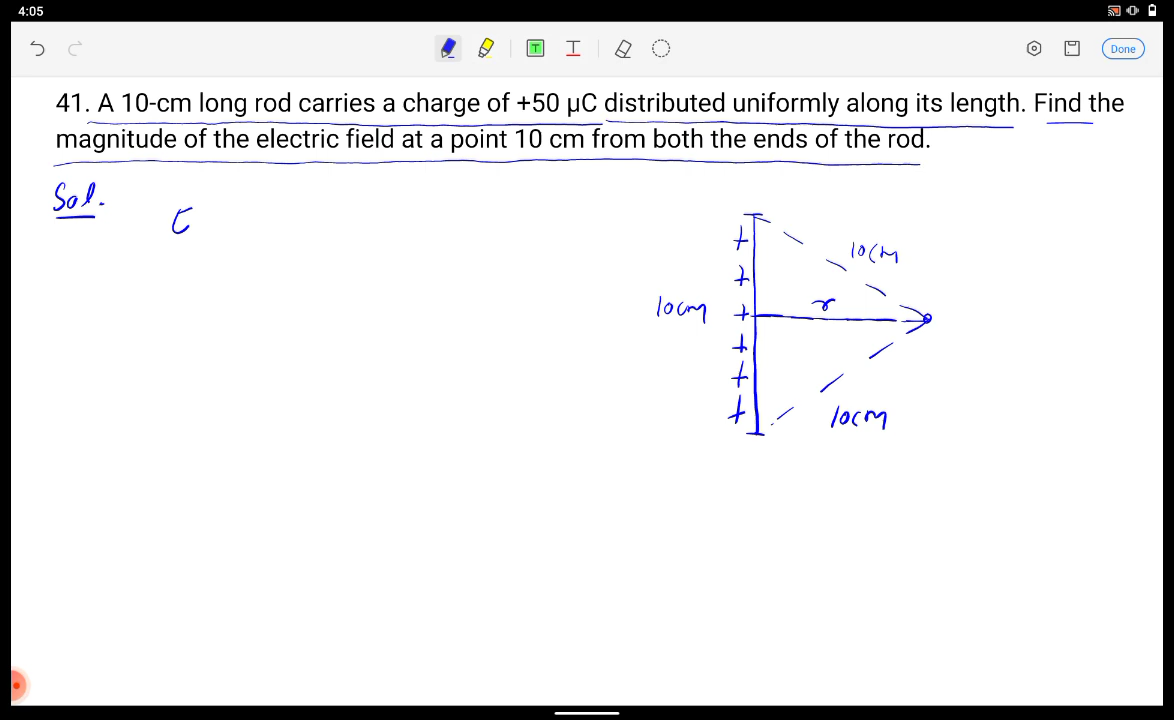 4:05
Done
41. A 10-cm long rod carries a charge of +50 μC distributed uniformly along its length. Find the
magnitude of the electric field at a point 10 cm from both the ends of the rod.
Sol.
10cm
10cm
r
10cm